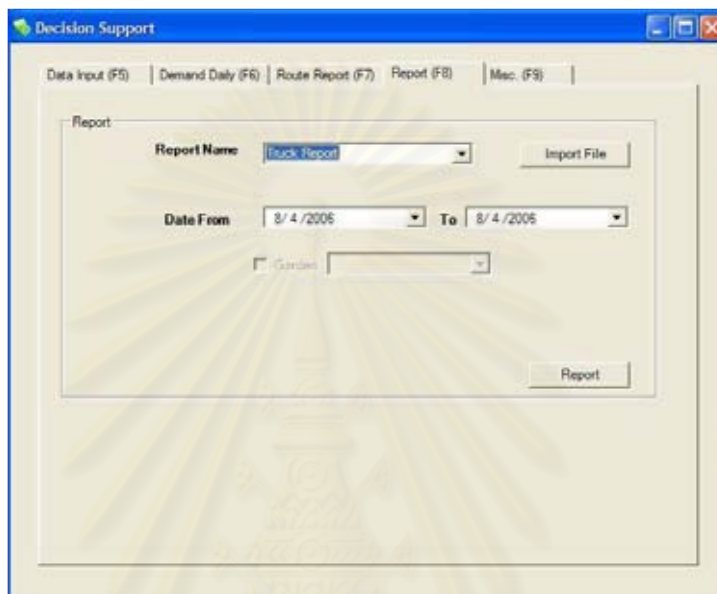 Decision Support
Data Input (F5) Demand Daily (F6) Route Report (F7) Report (F8) Misc. (F9)
Report
Report Name Truck Report Import File
Date From 8/ 4 /2006 To 8/ 4 /2006
Garden
Report